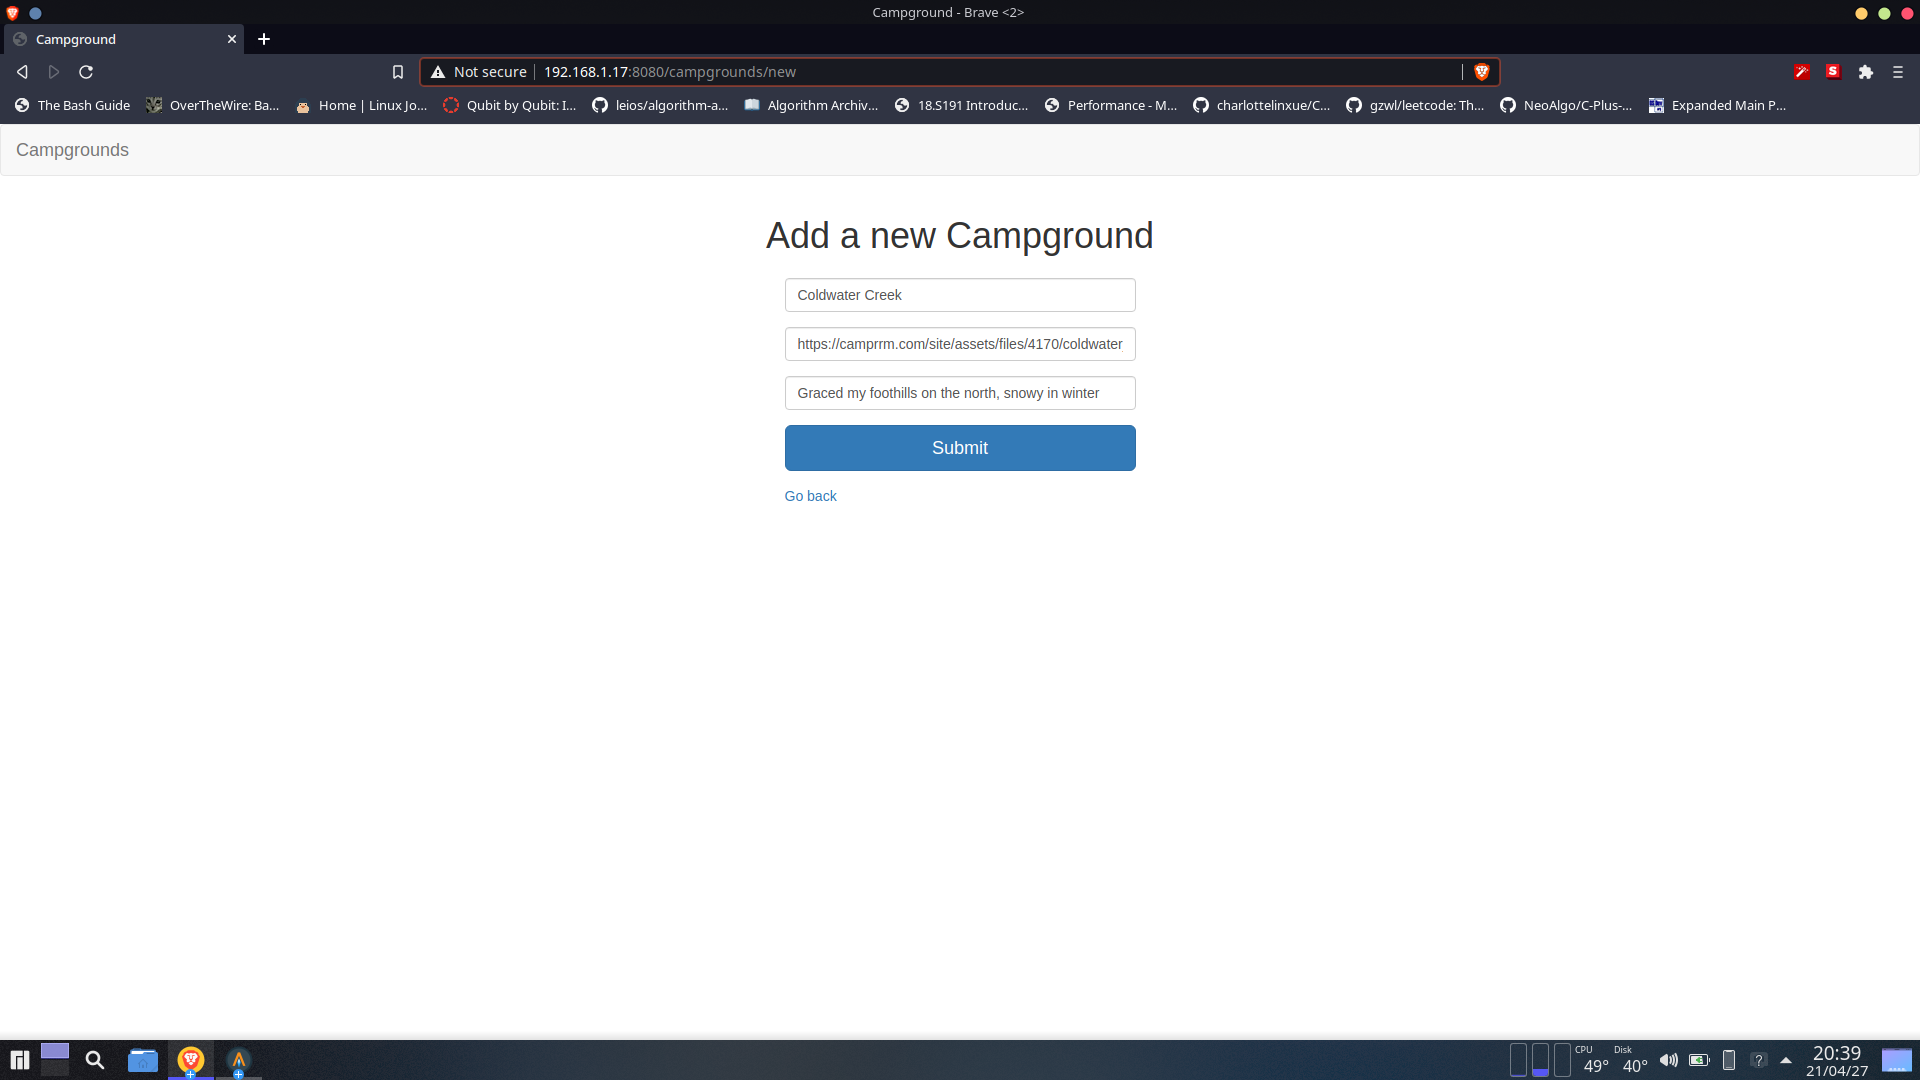 Campground - Brave <2>
Campground
Not secure 192.168.1.17:8080/campgrounds/new
The Bash Guide OverTheWire: Ba... Home | Linux Jo... Qubit by Qubit: I... leios/algorithm-a... Algorithm Archiv... 18.S191 Introduc... Performance - M... charlottelinxue/C... gzwl/leetcode: Th... NeoAlgo/C-Plus-... Expanded Main P...
Campgrounds
Add a new Campground
Coldwater Creek
https://camprrm.com/site/assets/files/4170/coldwater
Graced my foothills on the north, snowy in winter
Submit
Go back
CPU 49° Disk 40° 20:39
21/04/27